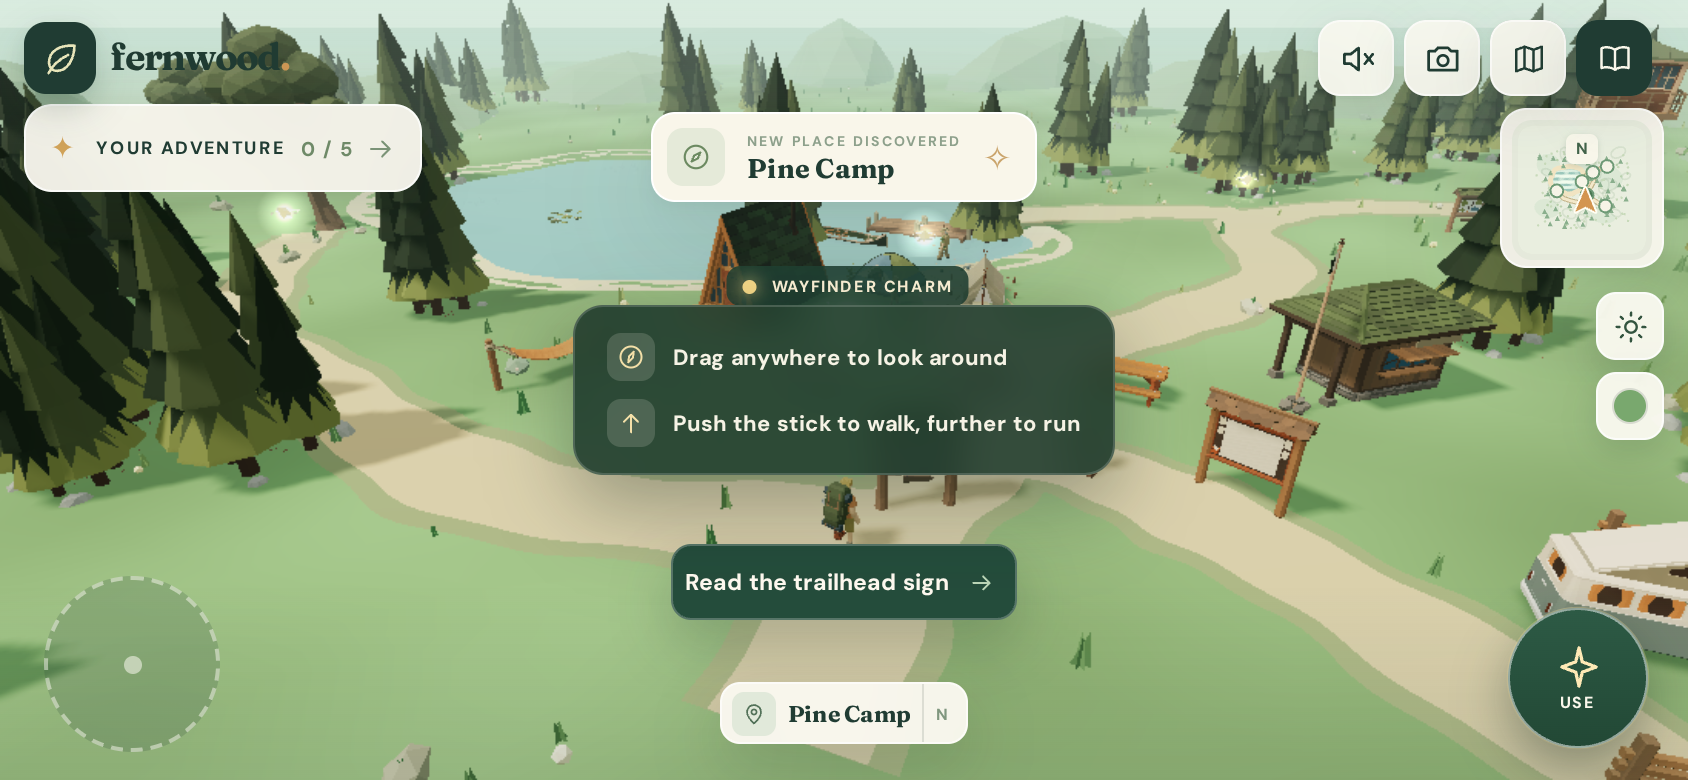 fernwood.
YOUR ADVENTURE 0 / 5
NEW PLACE DISCOVERED
Pine Camp
N
WAYFINDER CHARM
Drag anywhere to look around
Push the stick to walk, further to run
Read the trailhead sign
USE
Pine Camp N